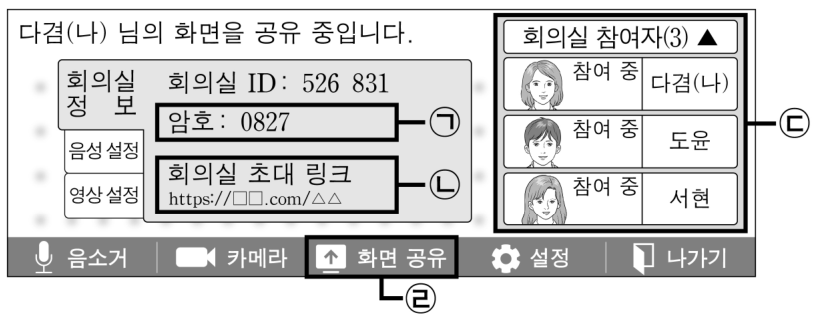 다겸(나) 님의 화면을 공유 중입니다.
회의실 정 보
회의실 ID : 526 831
암호 : 0827
㉠
음성 설정
회의실 초대 링크
https://□□.com/△△
㉡
영상 설정
회의실 참여자(3) ▲
참여 중 다겸(나)
참여 중 도윤
참여 중 서현
㉢
음소거 카메라 화면 공유 설정 나가기
㉣